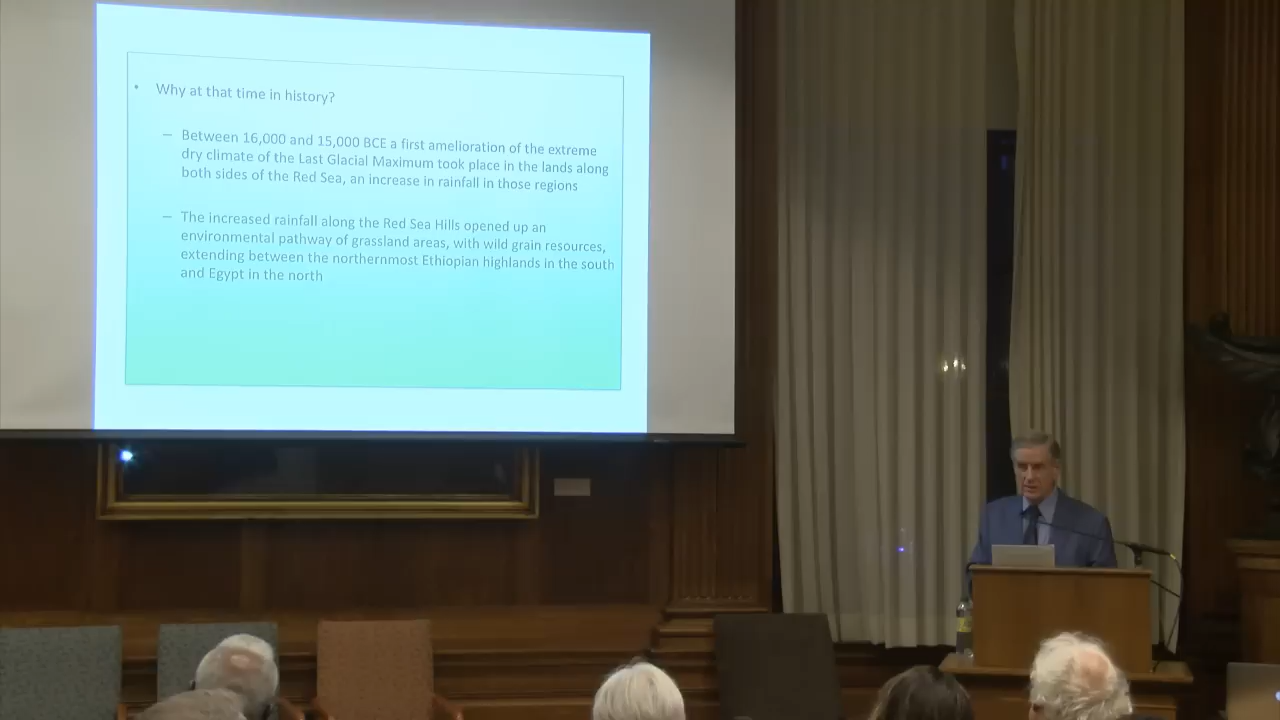 • Why at that time in history?
– Between 16,000 and 15,000 BCE a first amelioration of the extreme
dry climate of the Last Glacial Maximum took place in the lands along
both sides of the Red Sea, an increase in rainfall in those regions
– The increased rainfall along the Red Sea Hills opened up an
environmental pathway of grassland areas, with wild grain resources,
extending between the northernmost Ethiopian highlands in the south
and Egypt in the north